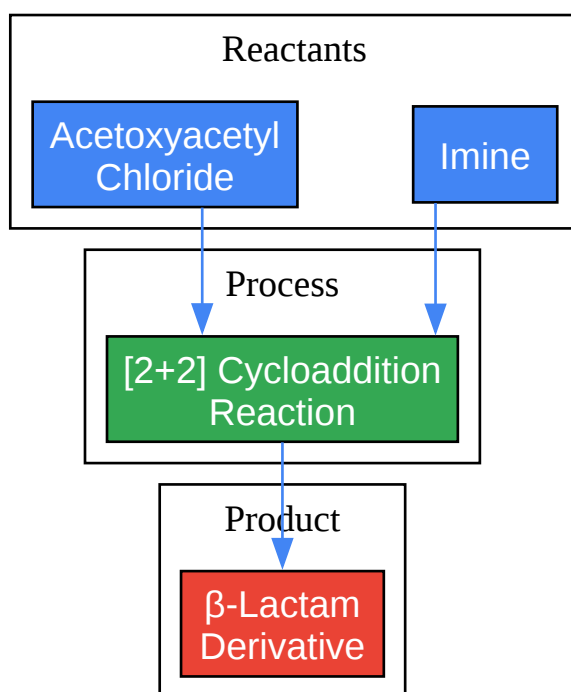 Reactants
Acetoxyacetyl
Chloride
Imine
Process
[2+2] Cycloaddition
Reaction
Product
β-Lactam
Derivative